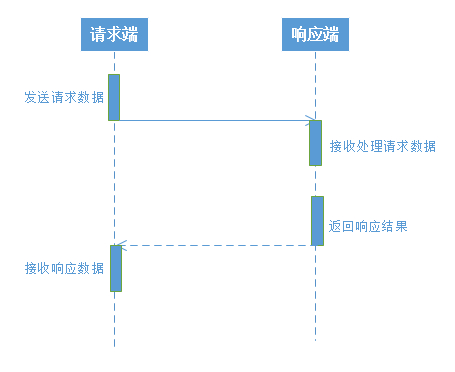 请求端
响应端
发送请求数据
接收处理请求数据
返回响应结果
接收响应数据